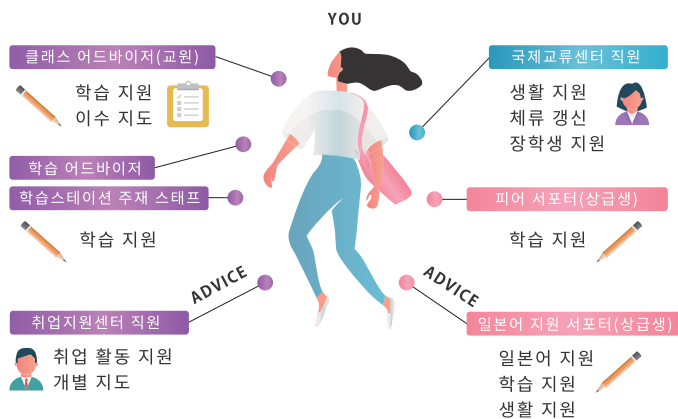 YOU
클래스 어드바이저(교원)
학습 지원
이수 지도
학습 어드바이저
학습스테이션 주재 스태프
학습 지원
ADVICE
취업지원센터 직원
취업 활동 지원
개별 지도
국제교류센터 직원
생활 지원
체류 갱신
장학생 지원
피어 서포터(상급생)
학습 지원
ADVICE
일본어 지원 서포터(상급생)
일본어 지원
학습 지원
생활 지원